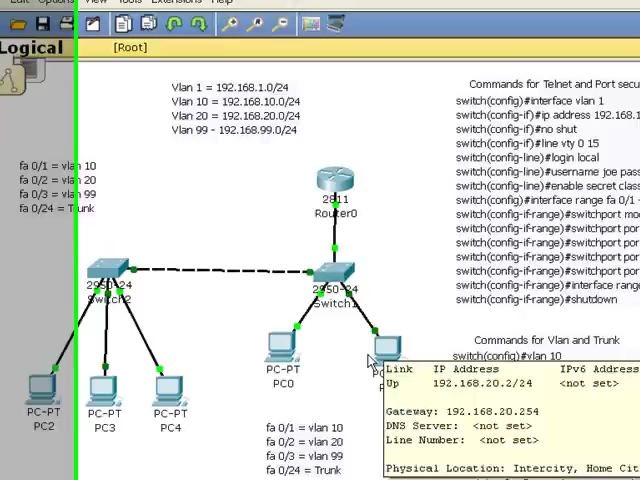 Edit Options View Tools Extensions Help
Logical
[Root]
Vlan 1 = 192.168.1.0/24
Vlan 10 = 192.168.10.0/24
Vlan 20 = 192.168.20.0/24
Vlan 99 - 192.168.99.0/24
Commands for Telnet and Port secu
switch(config)#interface vlan 1
switch(config-if)#ip address 192.168.1
switch(config-if)#no shut
switch(config-if)#line vty 0 15
switch(config-line)#login local
switch(config-line)#username joe pass
switch(config-line)#enable secret class
switch(config)#interface range fa 0/1 -
switch(config-if-range)#switchport mod
switch(config-if-range)#switchport por
switch(config-if-range)#switchport por
switch(config-if-range)#switchport por
switch(config-if-range)#interface range
switch(config-if-range)#shutdown
fa 0/1 = vlan 10
fa 0/2 = vlan 20
fa 0/3 = vlan 99
fa 0/24 = Trunk
2811
Router0
2950-24
Switch2
2950-24
Switch1
PC-PT
PC0
PC-PT
PC2
PC-PT
PC3
PC-PT
PC4
Commands for Vlan and Trunk
switch(config)#vlan 10
Link IP Address IPv6 Address
Up 192.168.20.2/24 <not set>
Gateway: 192.168.20.254
DNS Server: <not set>
Line Number: <not set>
Physical Location: Intercity, Home Cit
fa 0/1 = vlan 10
fa 0/2 = vlan 20
fa 0/3 = vlan 99
fa 0/24 = Trunk